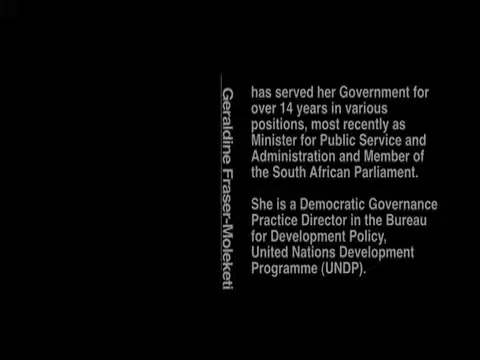 Geraldine Fraser-Moleketi
has served her Government for
over 14 years in various
positions, most recently as
Minister for Public Service and
Administration and Member of
the South African Parliament.
She is a Democratic Governance
Practice Director in the Bureau
for Development Policy,
United Nations Development
Programme (UNDP).